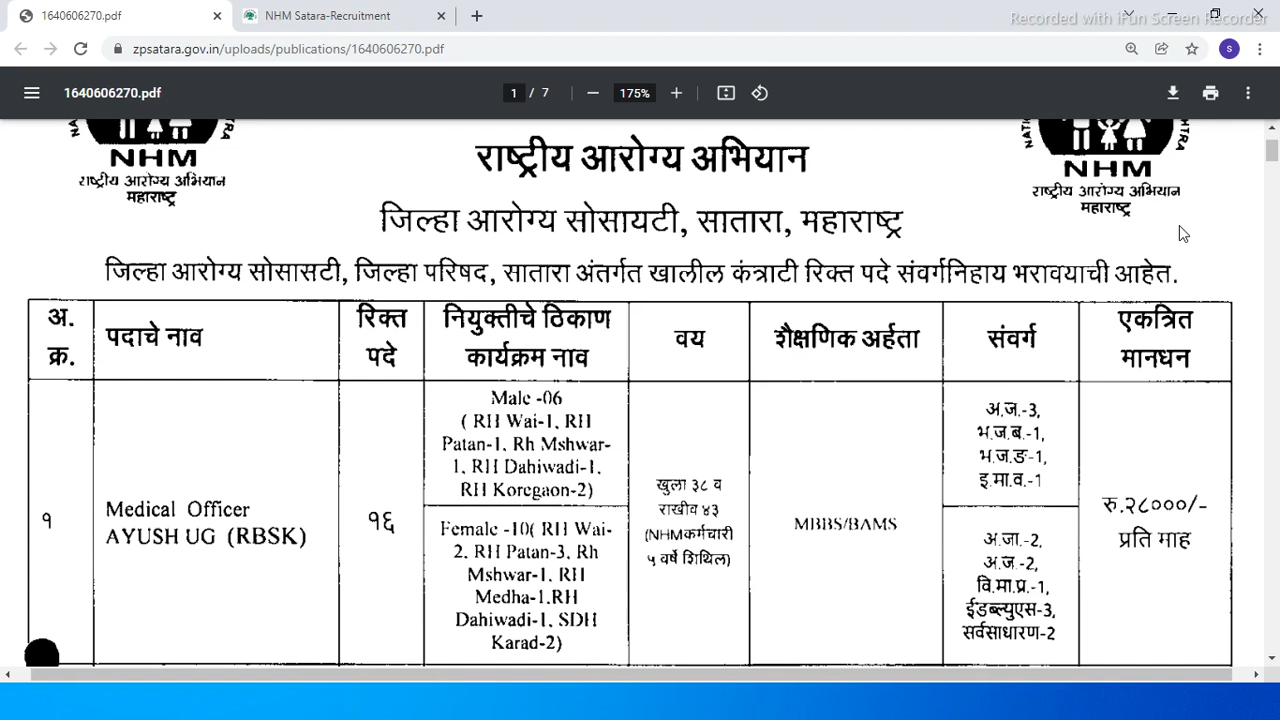 1640606270.pdf
NHM Satara-Recruitment
Recorded with iFun Screen Recorder
zpsatara.gov.in/uploads/publications/1640606270.pdf
S
1640606270.pdf
1 / 7
175%
NHM
राष्ट्रीय आरोग्य अभियान
महाराष्ट्र
राष्ट्रीय आरोग्य अभियान
NHM
राष्ट्रीय आरोग्य अभियान
महाराष्ट्र
जिल्हा आरोग्य सोसायटी, सातारा, महाराष्ट्र
जिल्हा आरोग्य सोसासटी, जिल्हा परिषद, सातारा अंतर्गत खालील कंत्राटी रिक्त पदे संवर्गनिहाय भरावयाची आहेत.
अ.
क्र.
पदाचे नाव
रिक्त
पदे
नियुक्तीचे ठिकाण
कार्यक्रम नाव
वय
शैक्षणिक अर्हता
संवर्ग
एकत्रित
मानधन
१
Medical Officer
AYUSH UG (RBSK)
१६
Male -06
( RH Wai-1, RH
Patan-1, Rh Mshwar-
1, RH Dahiwadi-1,
RH Koregaon-2)
Female -10( RH Wai-
2, RH Patan-3, Rh
Mshwar-1, RH
Medha-1,RH
Dahiwadi-1, SDH
Karad-2)
खुला ३८ व
राखीव ४३
(NHMकर्मचारी
५ वर्षे शिथिल)
MBBS/BAMS
अ.ज.-3,
भ.ज.ब.-1,
भ.ज.ङ-1,
इ.मा.व.-1
अ.जा.-2,
अ.ज.-2,
वि.मा.प्र.-1,
ईडब्ल्युएस-3,
सर्वसाधारण-2
रु.२८०००/-
प्रति माह